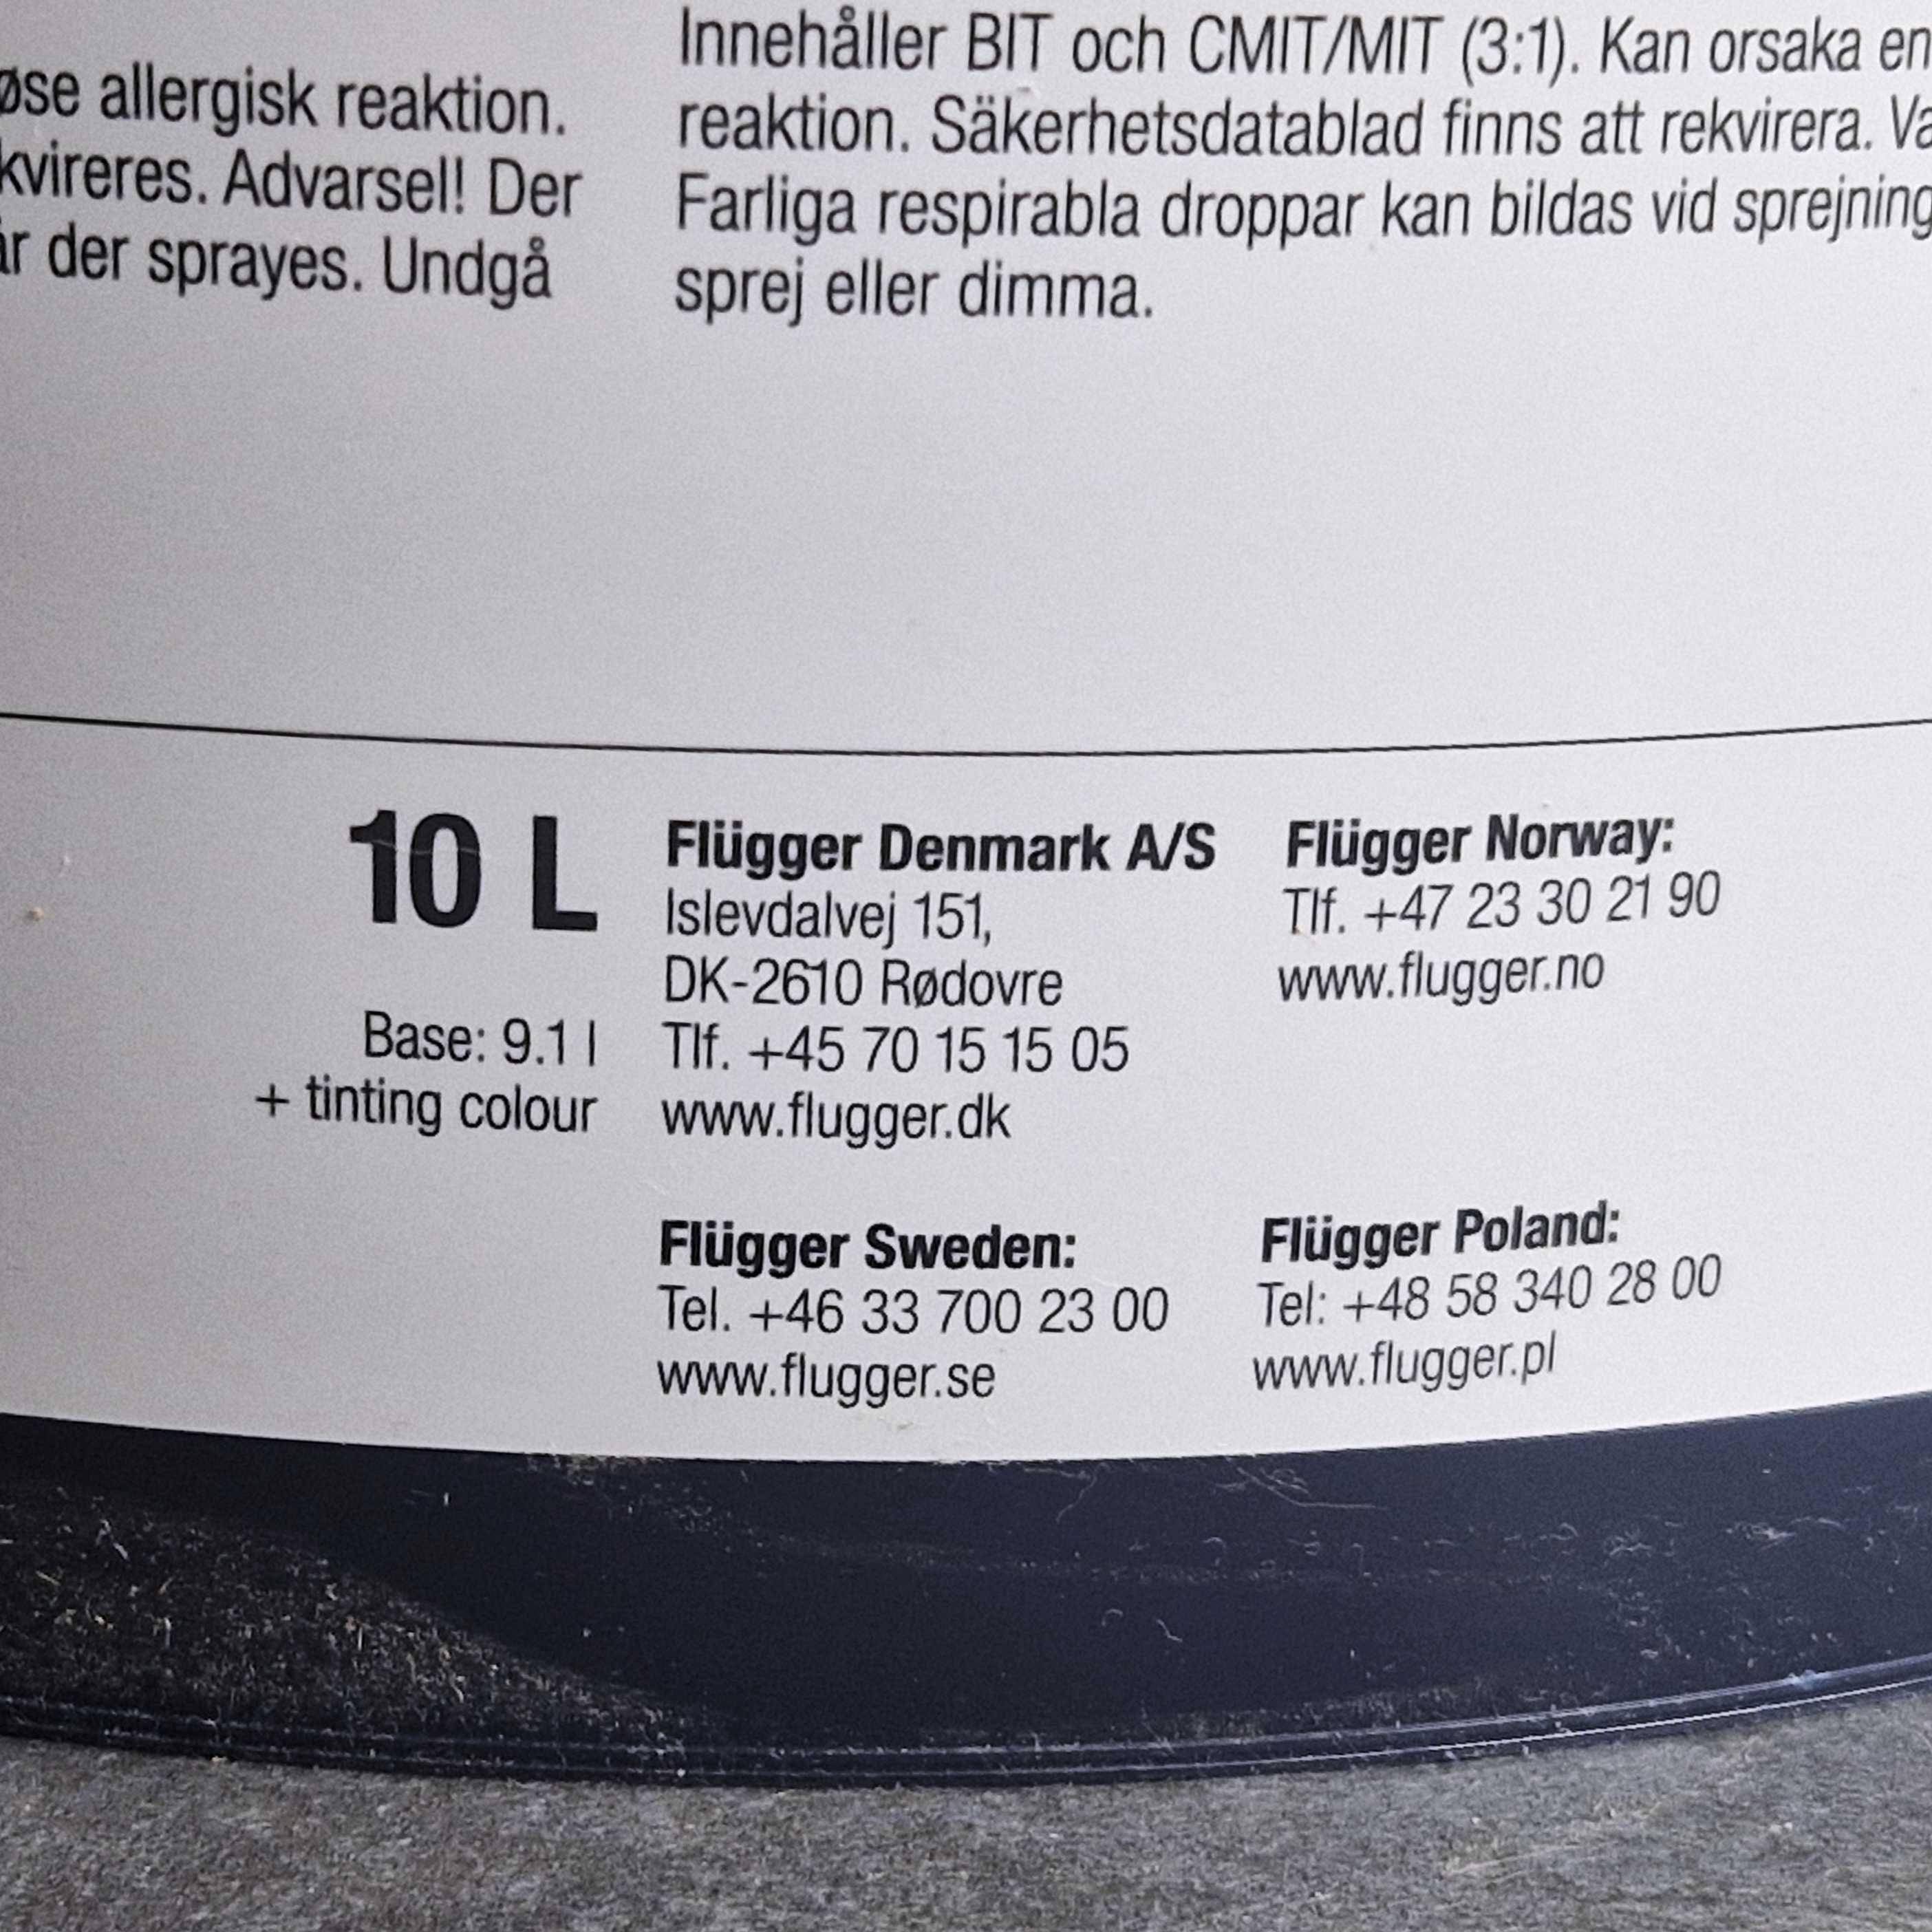 øse allergisk reaktion.
kvireres. Advarsel! Der
år der sprayes. Undgå
Innehåller BIT och CMIT/MIT (3:1). Kan orsaka en
reaktion. Säkerhetsdatablad finns att rekvirera.
Farliga respirabla droppar kan bildas vid sprejning
sprej eller dimma.
10 L
Base: 9.1 l
+ tinting colour
Flügger Denmark A/S
Islevdalvej 151,
DK-2610 Rødovre
Tlf. +45 70 15 15 05
www.flugger.dk
Flügger Norway:
Tlf. +47 23 30 21 90
www.flugger.no
Flügger Sweden:
Tel. +46 33 700 23 00
www.flugger.se
Flügger Poland:
Tel: +48 58 340 28 00
www.flugger.pl